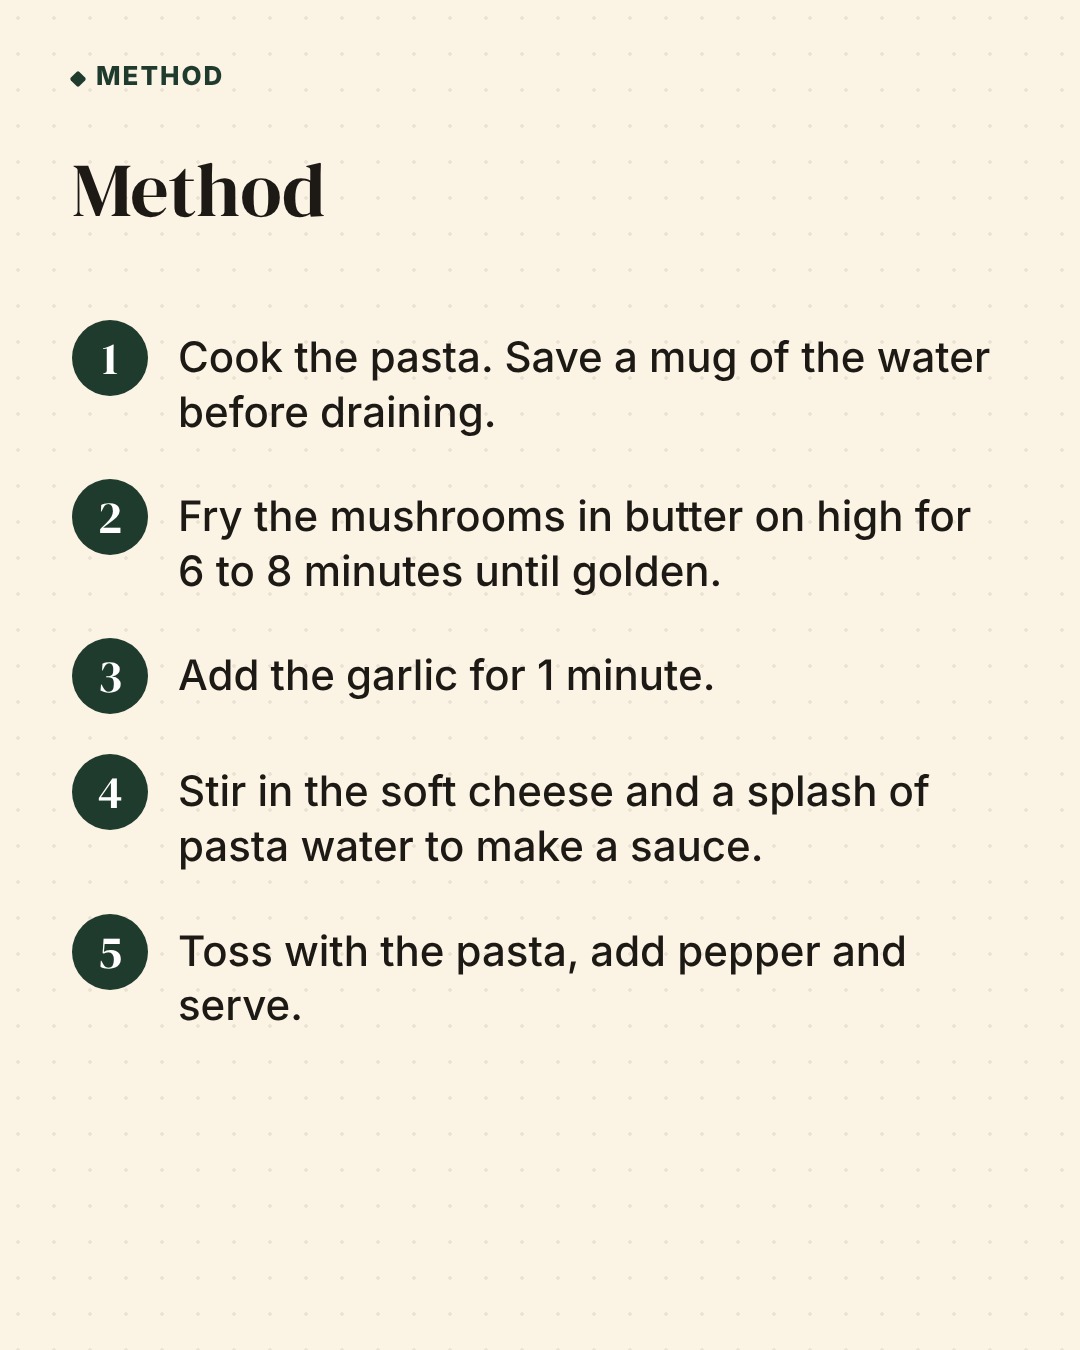 METHOD
Method
1 Cook the pasta. Save a mug of the water
before draining.
2 Fry the mushrooms in butter on high for
6 to 8 minutes until golden.
3 Add the garlic for 1 minute.
4 Stir in the soft cheese and a splash of
pasta water to make a sauce.
5 Toss with the pasta, add pepper and
serve.